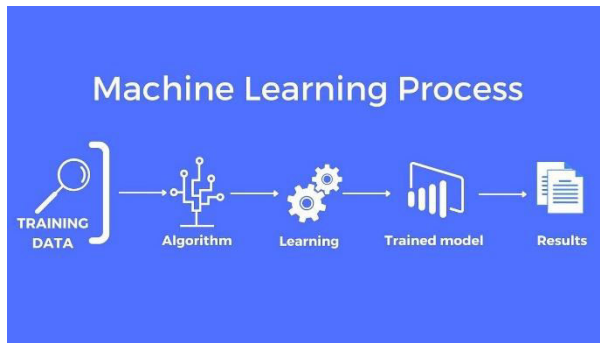 Machine Learning Process
TRAINING
DATA
Algorithm
Learning
Trained model
Results